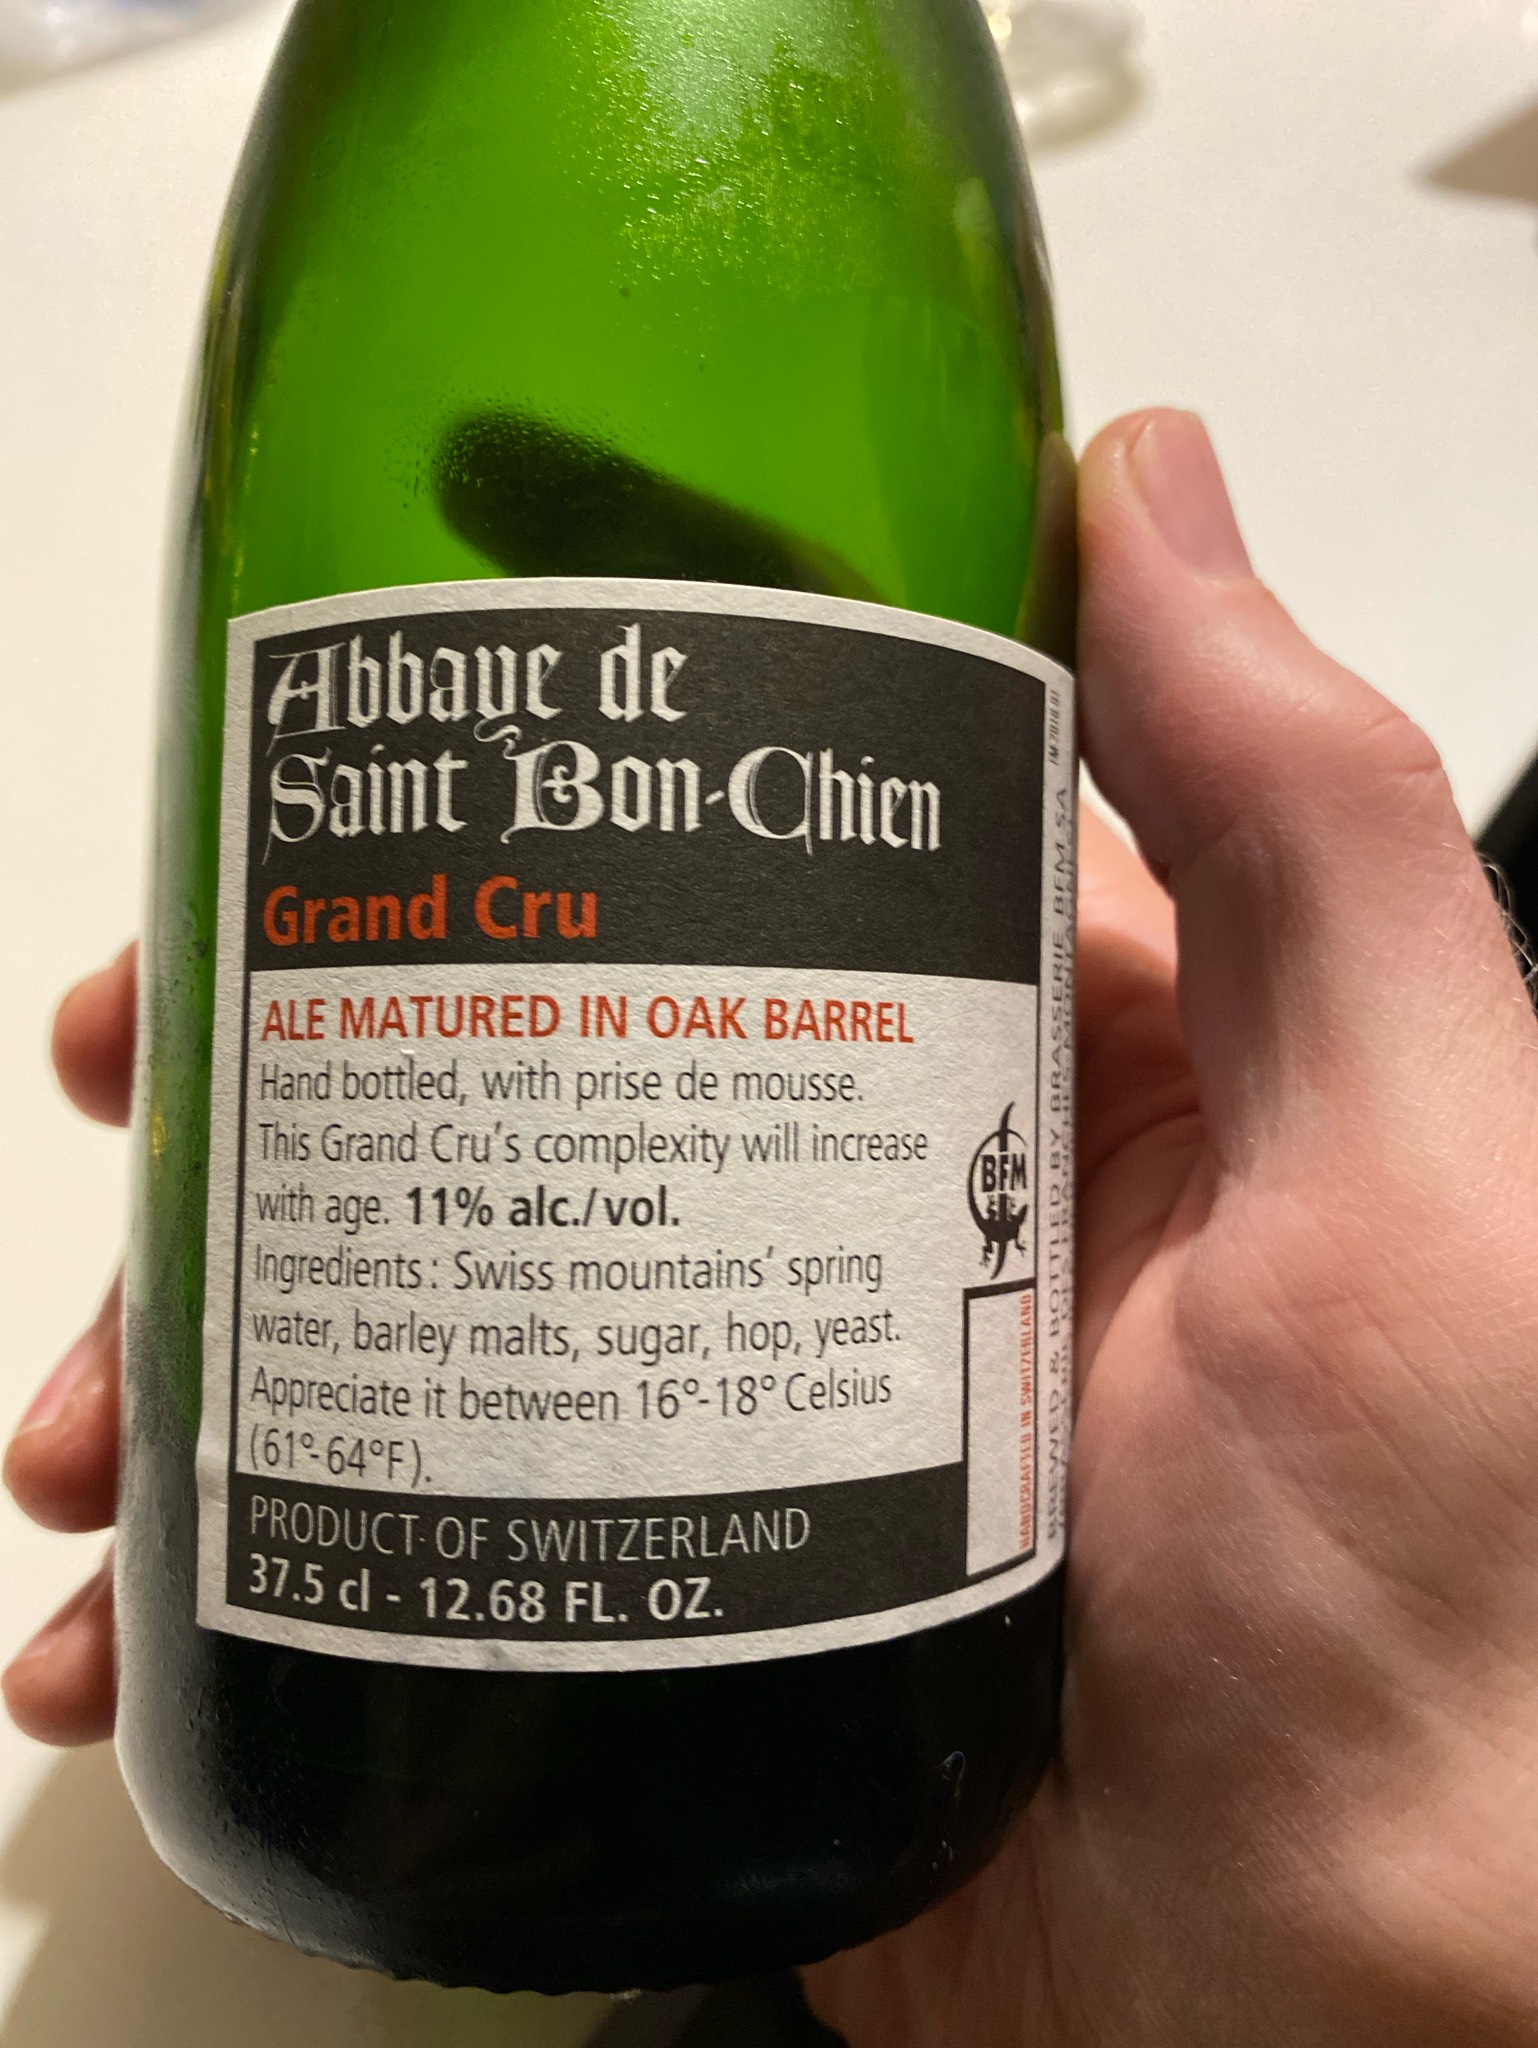 Abbaye de
Saint Bon-Chien
Grand Cru
ALE MATURED IN OAK BARREL
Hand bottled, with prise de mousse.
This Grand Cru's complexity will increase
with age. 11% alc./vol.
Ingredients: Swiss mountains' spring
water, barley malts, sugar, hop, yeast.
Appreciate it between 16°-18° Celsius
(61°-64°F).
PRODUCT OF SWITZERLAND
37.5 cl - 12.68 FL. OZ.
BFM
HANDCRAFTED IN SWITZERLAND
BREWED & BOTTLED BY BRASSERIE BFM SA